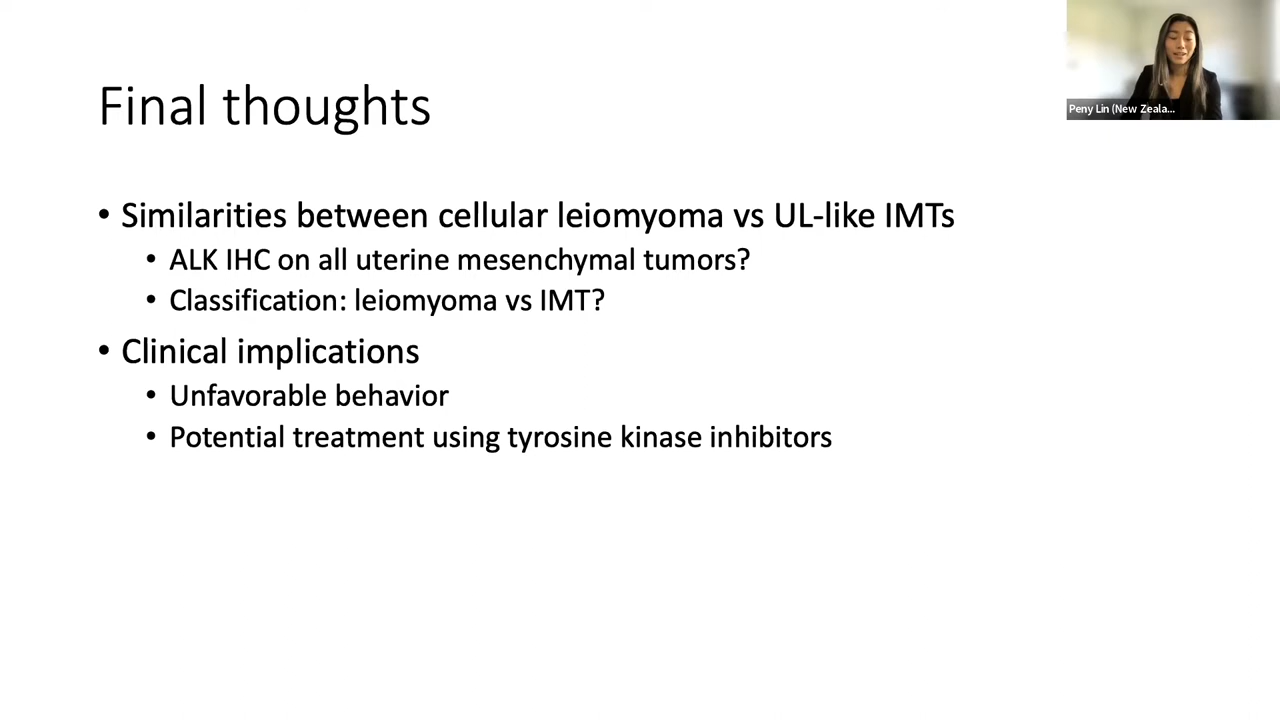 Final thoughts
• Similarities between cellular leiomyoma vs UL-like IMTs
• ALK IHC on all uterine mesenchymal tumors?
• Classification: leiomyoma vs IMT?
• Clinical implications
• Unfavorable behavior
• Potential treatment using tyrosine kinase inhibitors
Peny Lin (New Zeala...